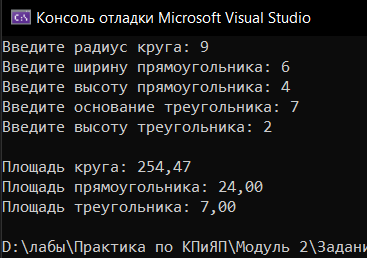 Консоль отладки Microsoft Visual Studio
Введите радиус круга: 9
Введите ширину прямоугольника: 6
Введите высоту прямоугольника: 4
Введите основание треугольника: 7
Введите высоту треугольника: 2
Площадь круга: 254,47
Площадь прямоугольника: 24,00
Площадь треугольника: 7,00
D:\лабы\Практика по КПиЯП\Модуль 2\Задани